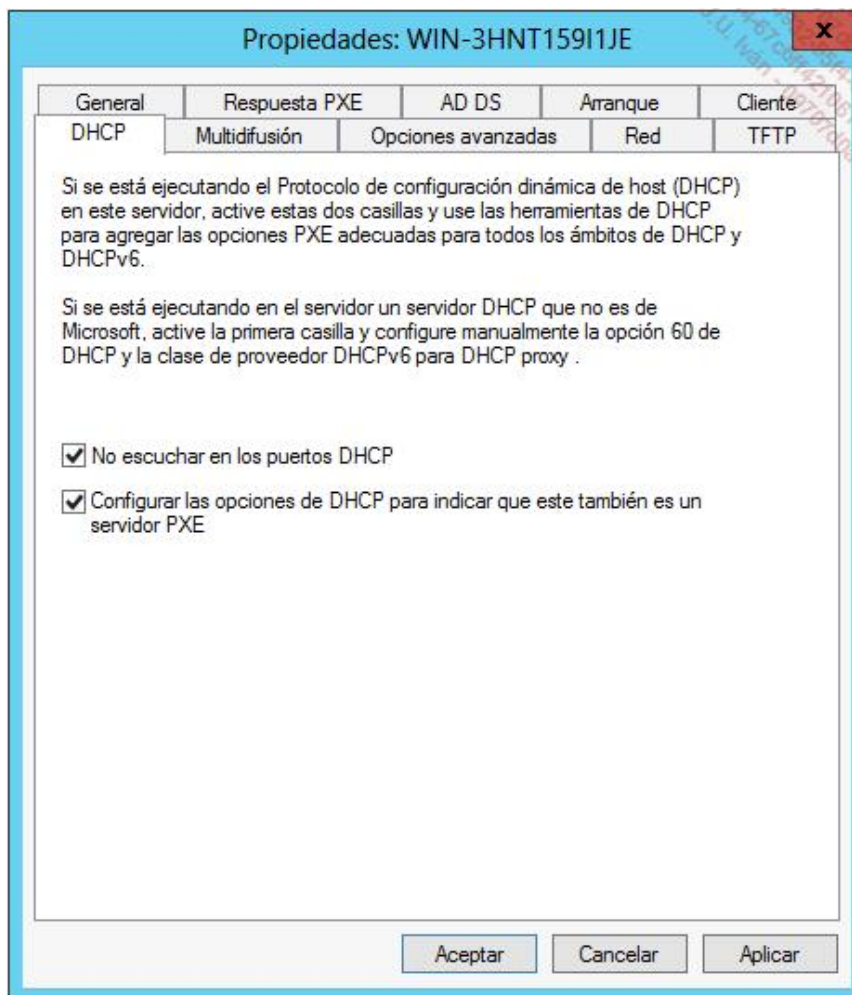 Propiedades: WIN-3HNT159I1JE
x
General
Respuesta PXE
AD DS
Arranque
Cliente
DHCP
Multidifusión
Opciones avanzadas
Red
TFTP
Si se está ejecutando el Protocolo de configuración dinámica de host (DHCP)
en este servidor, active estas dos casillas y use las herramientas de DHCP
para agregar las opciones PXE adecuadas para todos los ámbitos de DHCP y
DHCPv6.
Si se está ejecutando en el servidor un servidor DHCP que no es de
Microsoft, active la primera casilla y configure manualmente la opción 60 de
DHCP y la clase de proveedor DHCPv6 para DHCP proxy .
No escuchar en los puertos DHCP
Configurar las opciones de DHCP para indicar que este también es un
servidor PXE
Aceptar
Cancelar
Aplicar